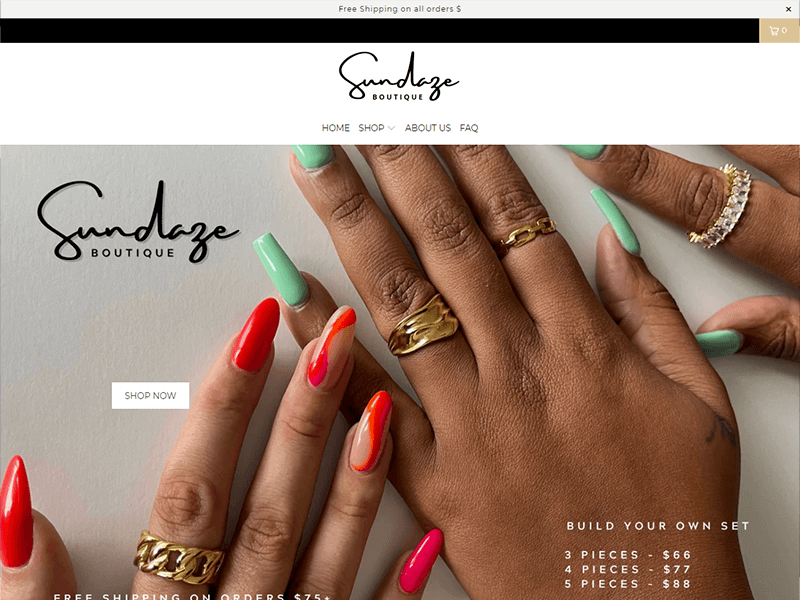 Free Shipping on all orders $
0
Sundaze
BOUTIQUE
HOME SHOP ABOUT US FAQ
Sundaze
BOUTIQUE
SHOP NOW
BUILD YOUR OWN SET
3 PIECES - $66
4 PIECES - $77
5 PIECES - $88
FREE SHIPPING ON ORDERS $75+